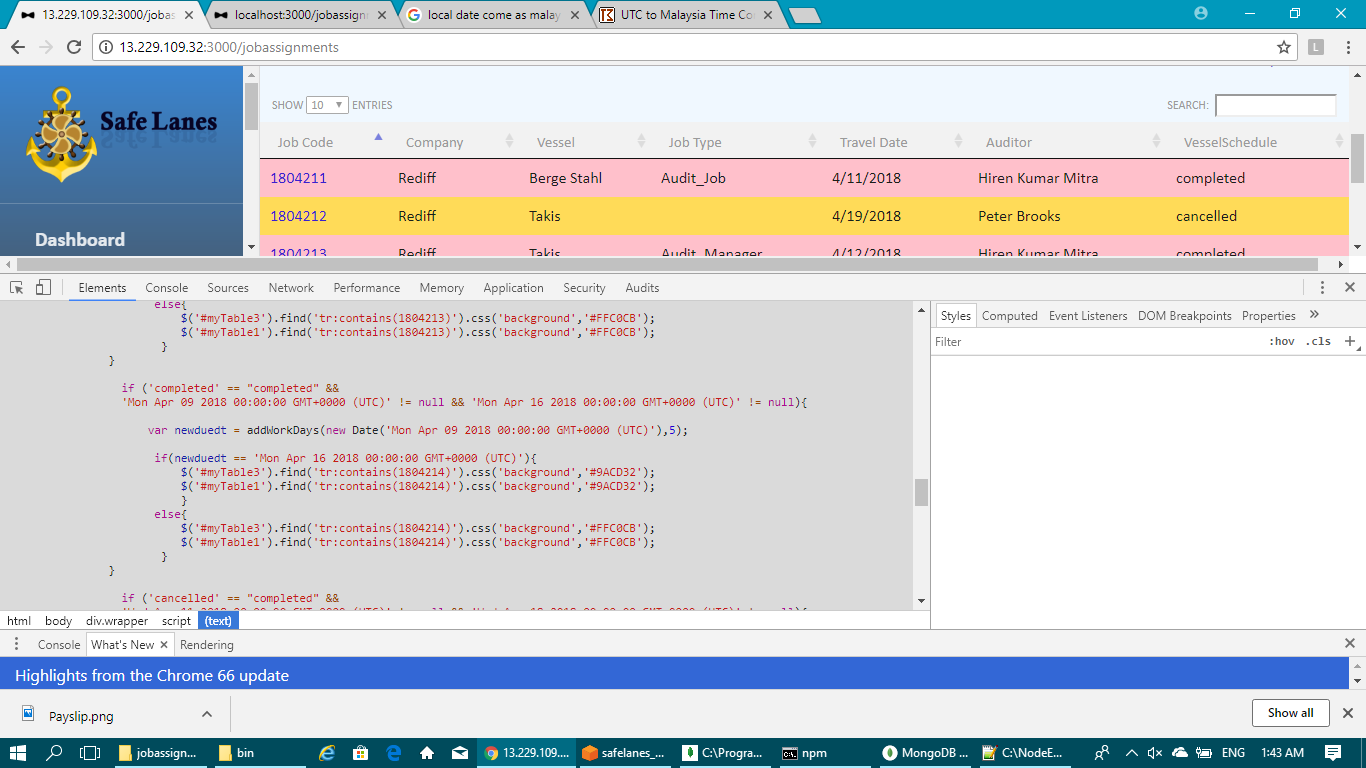 13.229.109.32:3000/jobas
localhost:3000/jobassignm
local date come as malay
UTC to Malaysia Time Co
13.229.109.32:3000/jobassignments
L
Safe Lanes
Dashboard
SHOW 10 ENTRIES
SEARCH:
Job Code Company Vessel Job Type Travel Date Auditor VesselSchedule
1804211 Rediff Berge Stahl Audit_Job 4/11/2018 Hiren Kumar Mitra completed
1804212 Rediff Takis 4/19/2018 Peter Brooks cancelled
1804213 Rediff Takis Audit_Manager 4/12/2018 Hiren Kumar Mitra completed
Elements Console Sources Network Performance Memory Application Security Audits
else{
$('#myTable3').find('tr:contains(1804213)').css('background','#FFC0CB');
$('#myTable1').find('tr:contains(1804213)').css('background','#FFC0CB');
}
}
if ('completed' == "completed" &&
'Mon Apr 09 2018 00:00:00 GMT+0000 (UTC)' != null && 'Mon Apr 16 2018 00:00:00 GMT+0000 (UTC)' != null){
var newduedt = addWorkDays(new Date('Mon Apr 09 2018 00:00:00 GMT+0000 (UTC)'),5);
if(newduedt == 'Mon Apr 16 2018 00:00:00 GMT+0000 (UTC)'){
$('#myTable3').find('tr:contains(1804214)').css('background','#9ACD32');
$('#myTable1').find('tr:contains(1804214)').css('background','#9ACD32');
}
else{
$('#myTable3').find('tr:contains(1804214)').css('background','#FFC0CB');
$('#myTable1').find('tr:contains(1804214)').css('background','#FFC0CB');
}
}
if ('cancelled' == "completed" &&
Styles Computed Event Listeners DOM Breakpoints Properties »
Filter :hov .cls +
html body div.wrapper script (text)
Console What's New × Rendering
Highlights from the Chrome 66 update
Payslip.png
Show all
jobassign...
bin
13.229.109....
safelanes_...
C:\Progra...
npm
MongoDB ...
C:\NodeE...
ENG
1:43 AM